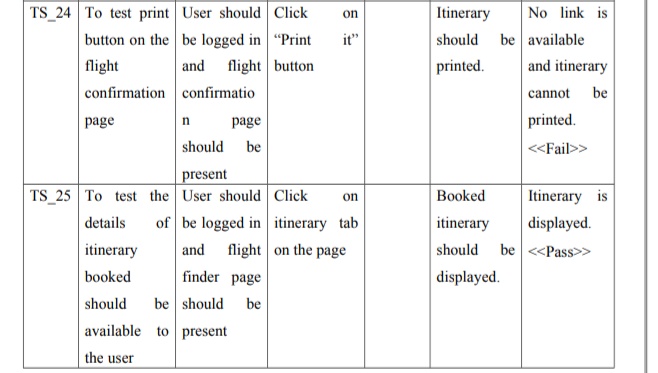 TS_24 To test print User should Click on Itinerary No link is
button on the be logged in “Print it” should be available
flight and flight button printed. and itinerary
confirmation confirmatio cannot be
page n page printed.
should be <<Fail>>
present
TS_25 To test the User should Click on Booked Itinerary is
details of be logged in itinerary tab itinerary displayed.
itinerary and flight on the page should be <<Pass>>
booked finder page displayed.
should be should be
available to present
the user